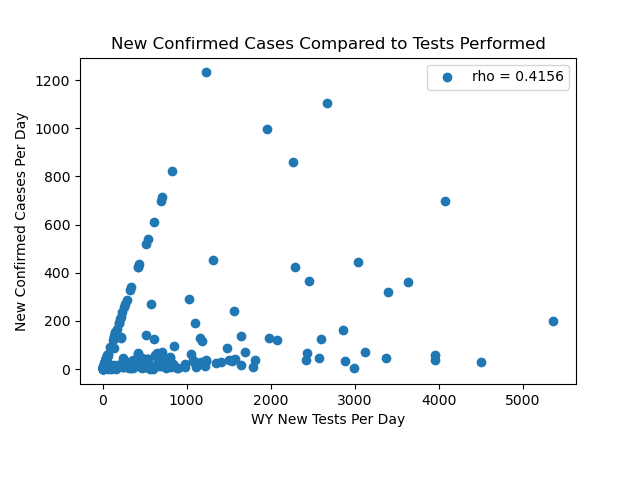 New Confirmed Cases Compared to Tests Performed
rho = 0.4156
New Confirmed Caeses Per Day
1200
1000
800
600
400
200
0
0 1000 2000 3000 4000 5000
WY New Tests Per Day